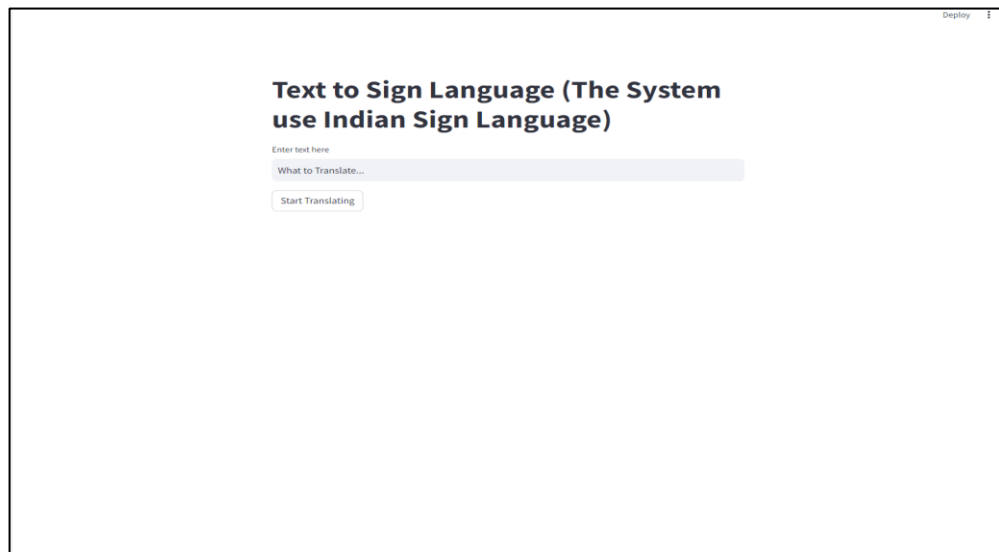 Deploy
Text to Sign Language (The System
use Indian Sign Language)
Enter text here
What to Translate...
Start Translating